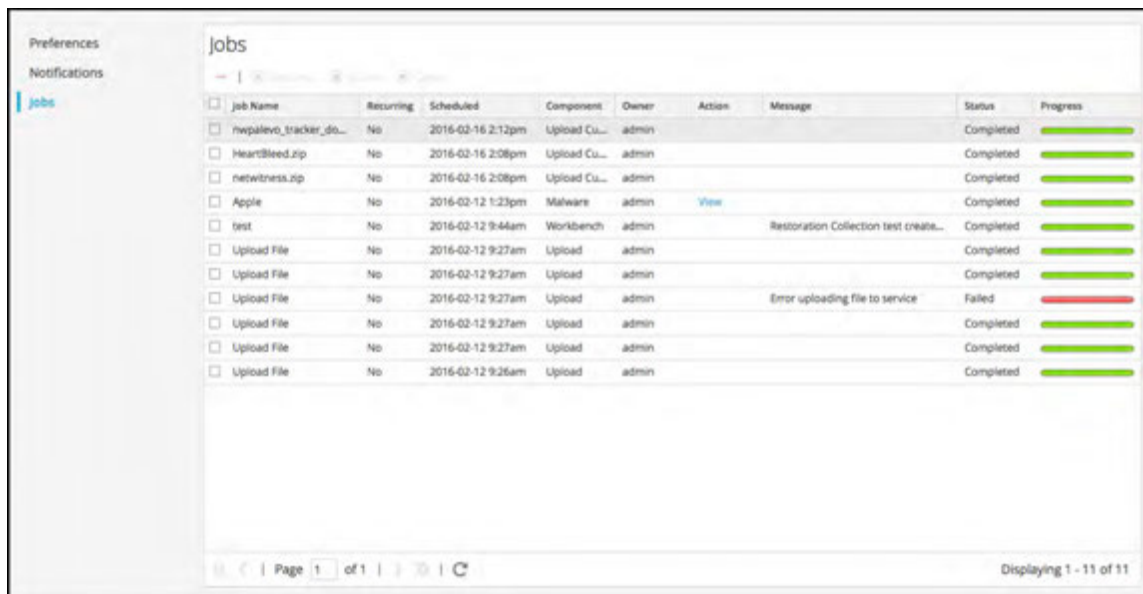 Preferences
Notifications
Jobs
Jobs
Job Name Recurring Scheduled Component Owner Action Message Status Progress
nwpalevo_tracker_do... No 2016-02-16 2:12pm Upload Cu... admin Completed
HeartBleed.zip No 2016-02-16 2:08pm Upload Cu... admin Completed
netwitness.zip No 2016-02-16 2:08pm Upload Cu... admin Completed
Apple No 2016-02-12 1:23pm Malware admin View Completed
test No 2016-02-12 9:44am Workbench admin Restoration Collection test create... Completed
Upload File No 2016-02-12 9:27am Upload admin Completed
Upload File No 2016-02-12 9:27am Upload admin Completed
Upload File No 2016-02-12 9:27am Upload admin Error uploading file to service Failed
Upload File No 2016-02-12 9:27am Upload admin Completed
Upload File No 2016-02-12 9:27am Upload admin Completed
Upload File No 2016-02-12 9:26am Upload admin Completed
Page 1 of 1 Displaying 1 - 11 of 11